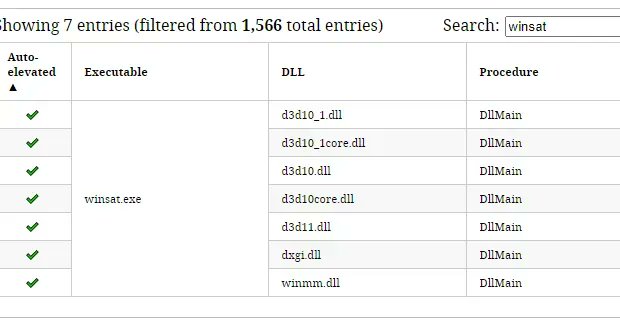 Showing 7 entries (filtered from 1,566 total entries) Search: winsat
Auto-
elevated
▲ Executable DLL Procedure
✔ d3d10_1.dll DllMain
✔ d3d10_1core.dll DllMain
✔ d3d10.dll DllMain
✔ winsat.exe d3d10core.dll DllMain
✔ d3d11.dll DllMain
✔ dxgi.dll DllMain
✔ winmm.dll DllMain